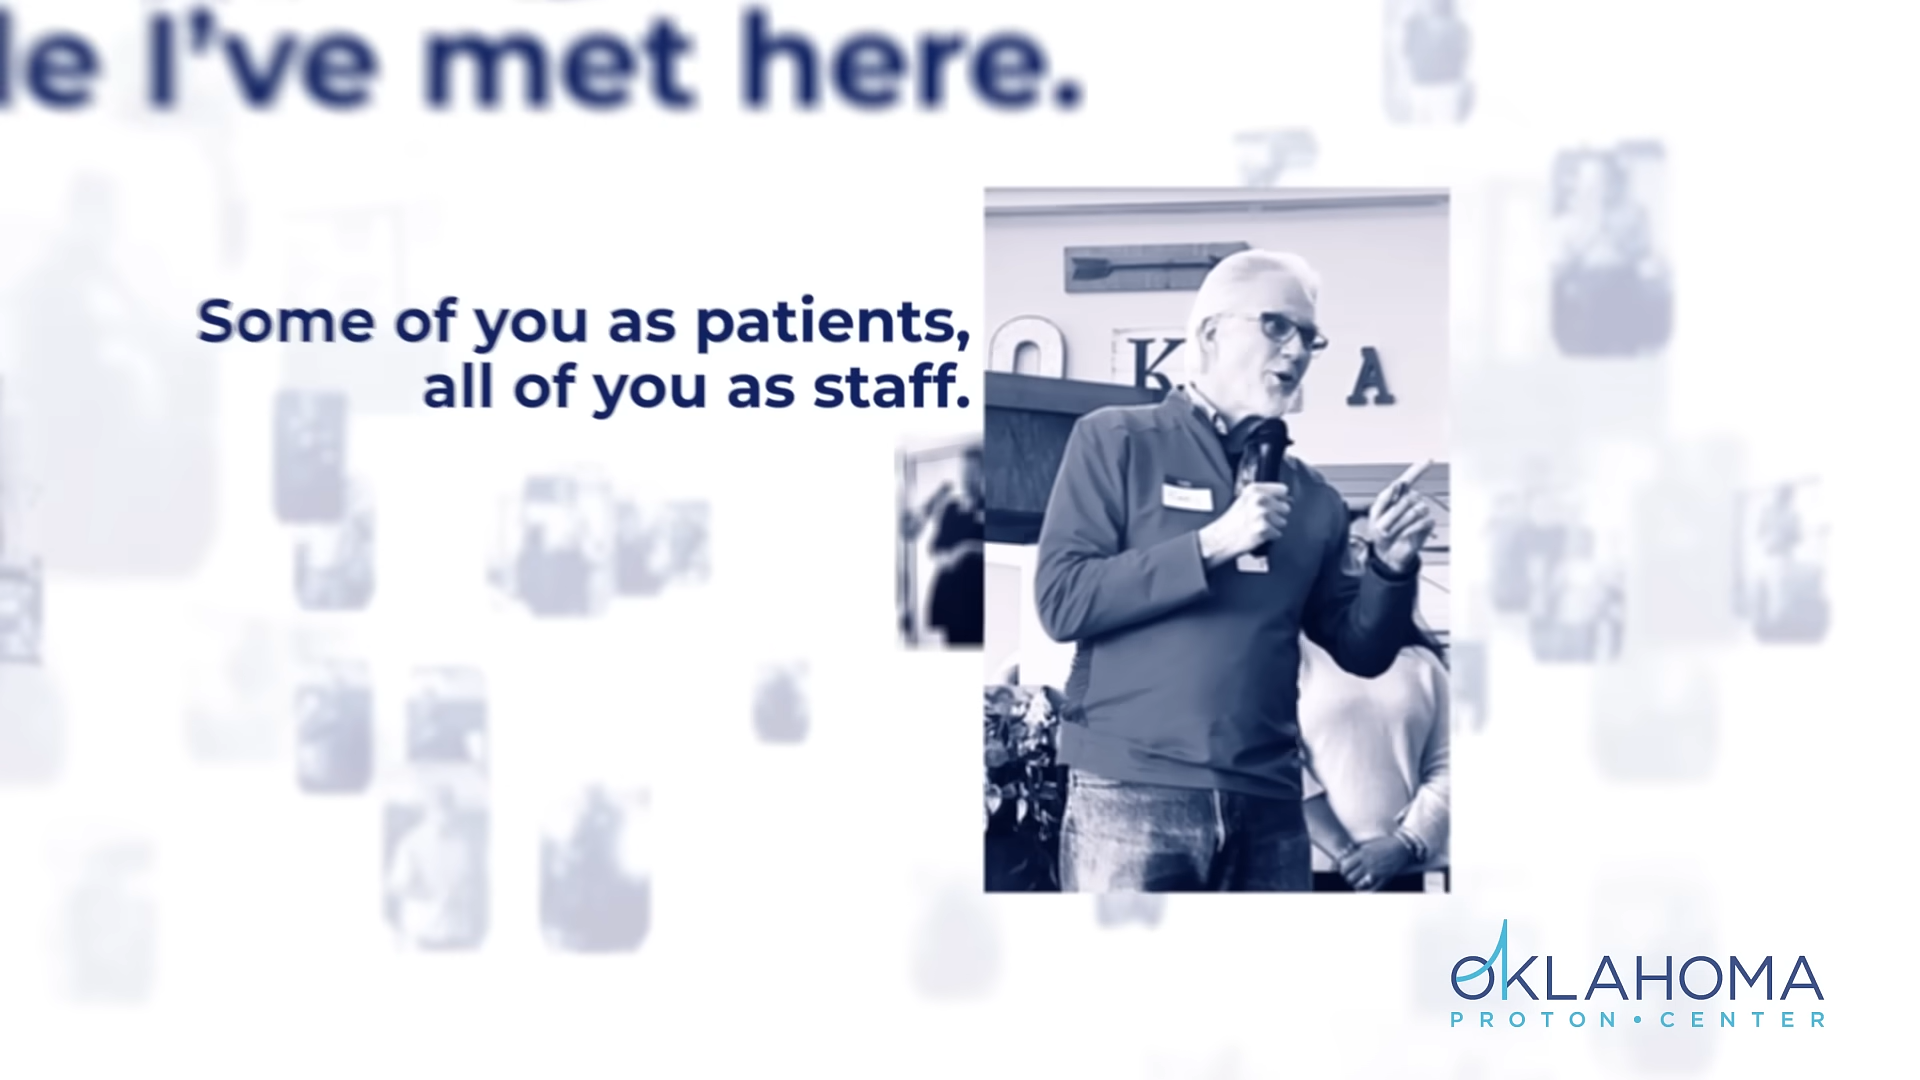 le I've met here.
Some of you as patients,
all of you as staff.
O K A
OKLAHOMA
PROTON • CENTER